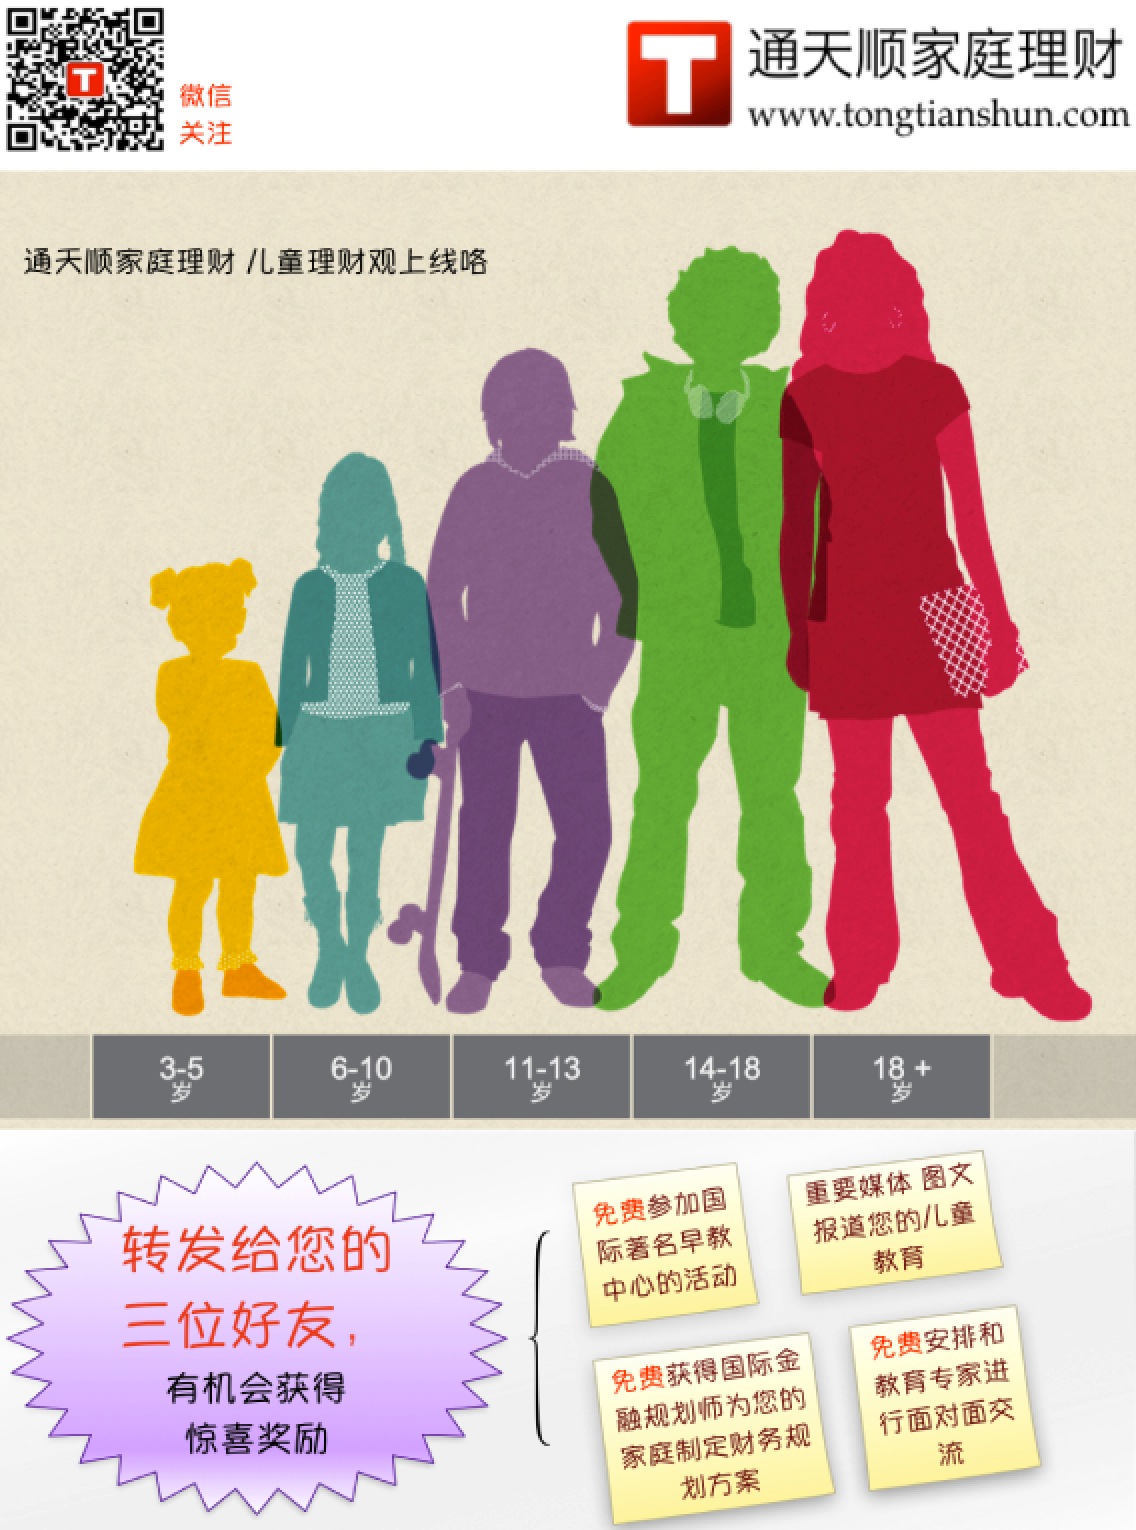 微信
关注
T 通天顺家庭理财
www.tongtianshun.com
通天顺家庭理财 儿童理财观上线咯
3-5
岁
6-10
岁
11-13
岁
14-18
岁
18 +
岁
转发给您的
三位好友，
有机会获得
惊喜奖励
免费参加国
际著名早教
中心的活动
重要媒体 图文
报道您的儿童
教育
免费获得国际金
融规划师为您的
家庭制定财务规
划方案
免费安排和
教育专家进
行面对面交
流